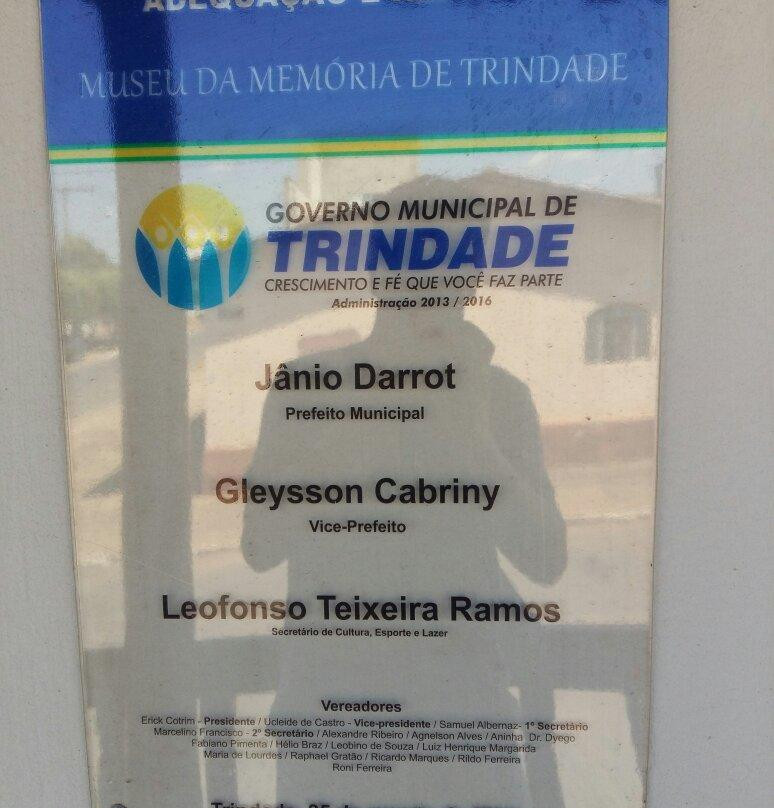 ADEQUAÇÃO E
MUSEU DA MEMÓRIA DE TRINDADE
GOVERNO MUNICIPAL DE
TRINDADE
CRESCIMENTO E FÉ QUE VOCÊ FAZ PARTE
Administração 2013 / 2016
Jânio Darrot
Prefeito Municipal
Gleysson Cabriny
Vice-Prefeito
Leofonso Teixeira Ramos
Secretário de Cultura, Esporte e Lazer
Vereadores
Erick Cotrim - Presidente / Ucleide de Castro - Vice-presidente / Samuel Albernaz- 1º Secretário
Marcelino Francisco - 2º Secretário / Alexandre Ribeiro / Agnelson Alves / Aninha Dr. Dyego
Fabiano Pimenta / Hélio Braz / Leobino de Souza / Luiz Henrique Margarida
Maria de Lourdes / Raphael Gratão / Ricardo Marques / Rildo Ferreira
Roni Ferreira
Trindade, 25 de